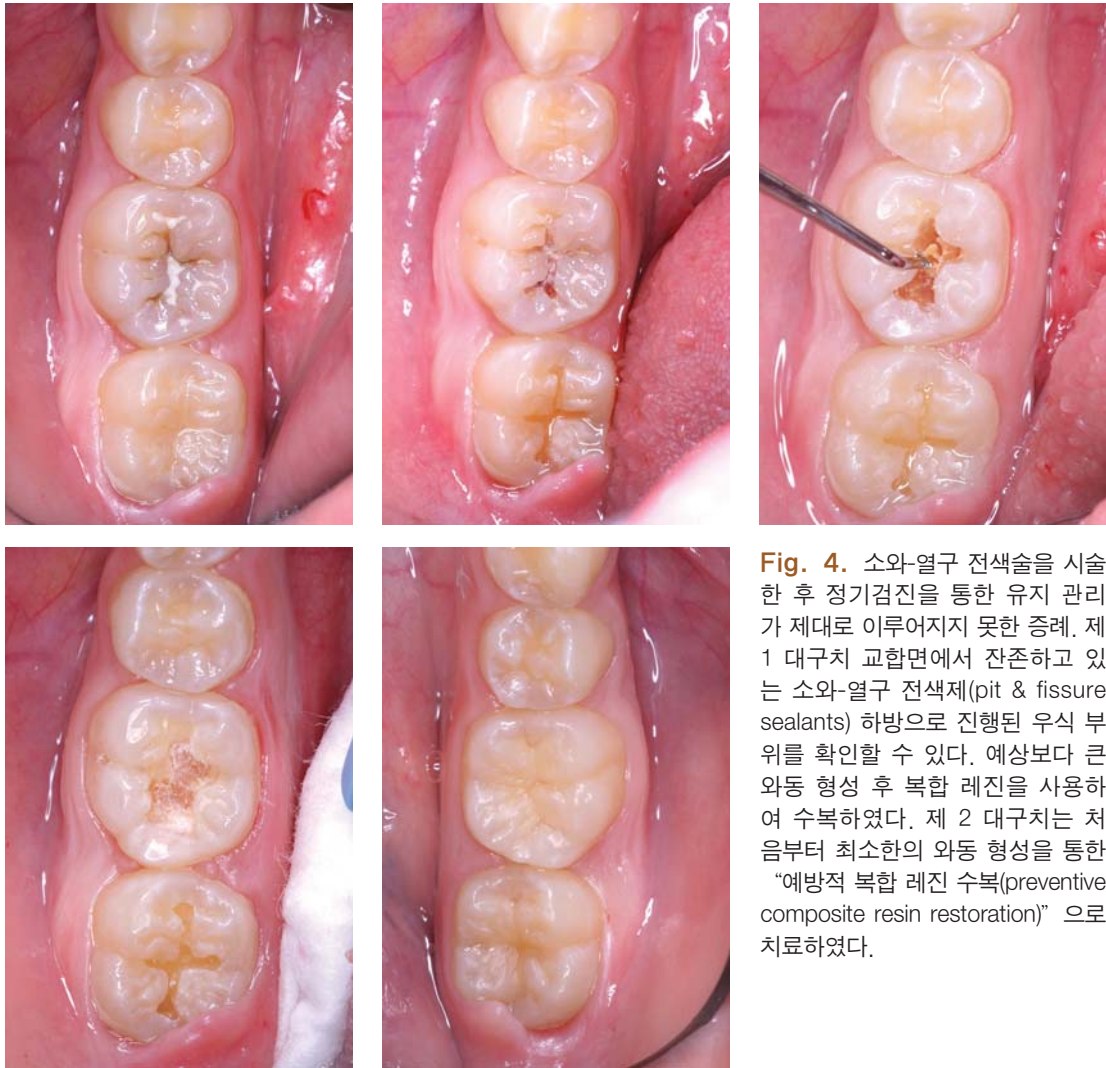 Fig. 4. 소와-열구 전색술을 시술
한 후 정기검진을 통한 유지 관리
가 제대로 이루어지지 못한 증례. 제
1 대구치 교합면에서 잔존하고 있
는 소와-열구 전색제(pit & fissure
sealants) 하방으로 진행된 우식 부
위를 확인할 수 있다. 예상보다 큰
와동 형성 후 복합 레진을 사용하
여 수복하였다. 제 2 대구치는 처
음부터 최소한의 와동 형성을 통한
“예방적 복합 레진 수복(preventive
composite resin restoration)” 으로
치료하였다.